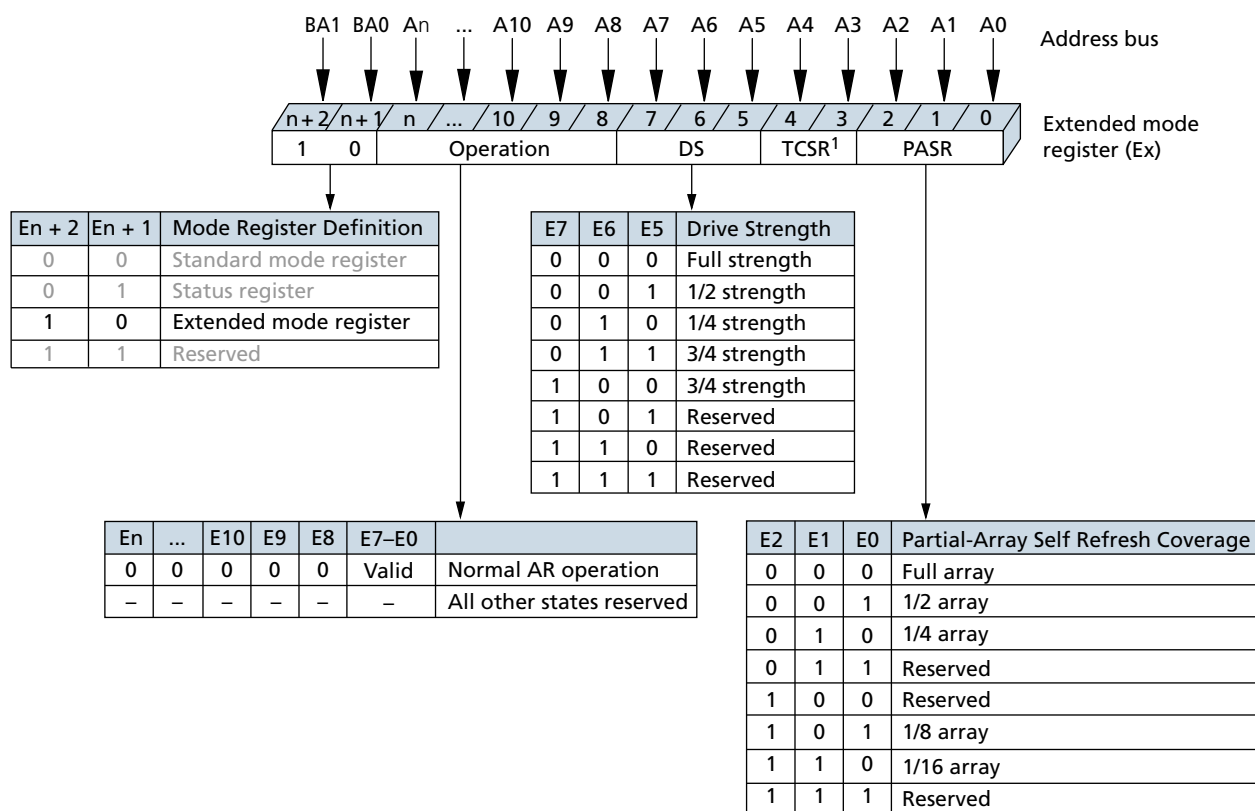 BA1 BA0 An ... A10 A9 A8 A7 A6 A5 A4 A3 A2 A1 A0 Address bus
n + 2 n + 1 n ... 10 9 8 7 6 5 4 3 2 1 0
Extended mode
register (Ex)
1 0 Operation DS TCSR1 PASR
En + 2 En + 1 Mode Register Definition
0 0 Standard mode register
0 1 Status register
1 0 Extended mode register
1 1 Reserved
E7 E6 E5 Drive Strength
0 0 0 Full strength
0 0 1 1/2 strength
0 1 0 1/4 strength
0 1 1 3/4 strength
1 0 0 3/4 strength
1 0 1 Reserved
1 1 0 Reserved
1 1 1 Reserved
En ... E10 E9 E8 E7–E0
0 0 0 0 0 Valid Normal AR operation
– – – – – – All other states reserved
E2 E1 E0 Partial-Array Self Refresh Coverage
0 0 0 Full array
0 0 1 1/2 array
0 1 0 1/4 array
0 1 1 Reserved
1 0 0 Reserved
1 0 1 1/8 array
1 1 0 1/16 array
1 1 1 Reserved